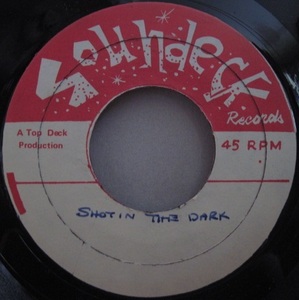 Soundeck
Records
A Top Deck
Production
45 RPM
SHOT IN THE DARK